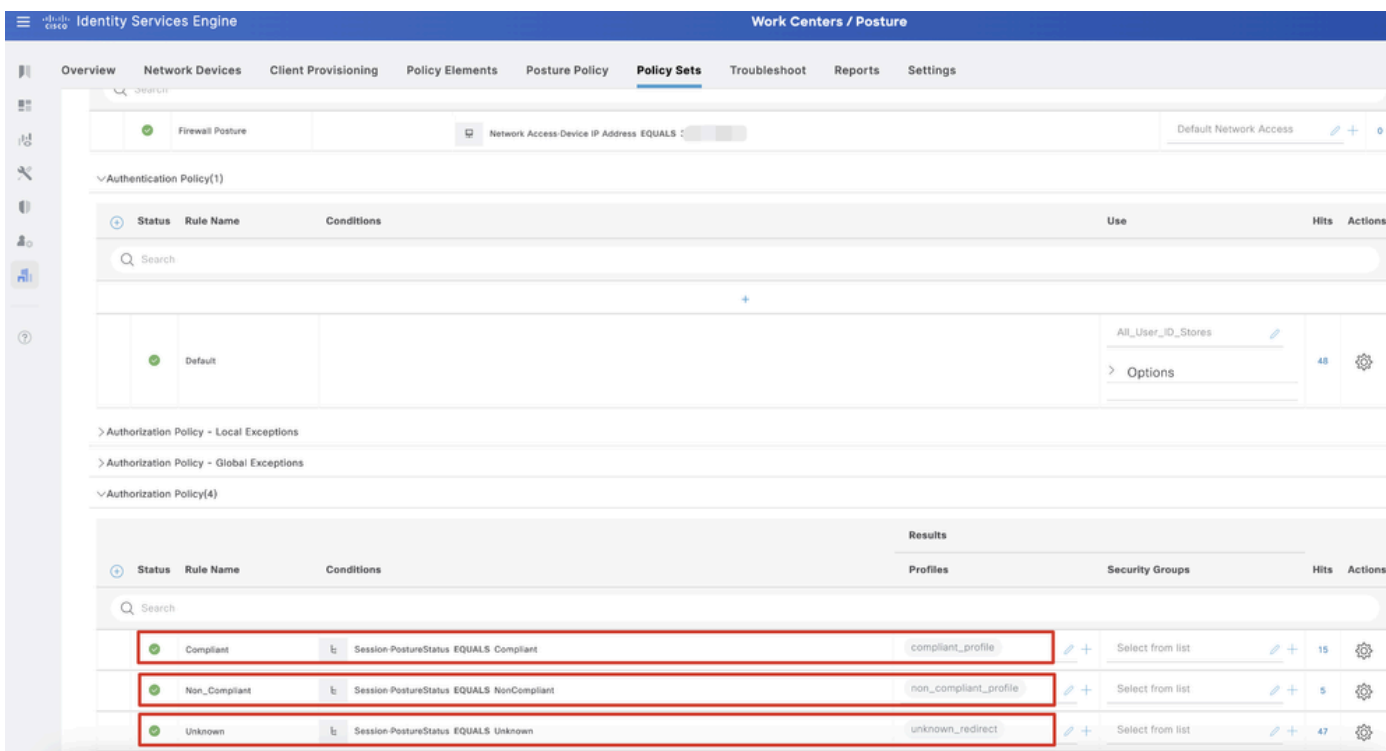 cisco Identity Services Engine Work Centers / Posture
Overview Network Devices Client Provisioning Policy Elements Posture Policy Policy Sets Troubleshoot Reports Settings
Search
Firewall Posture Network Access·Device IP Address EQUALS Default Network Access 0
Authentication Policy(1)
Status Rule Name Conditions Use Hits Actions
Search
+
All_User_ID_Stores
Default 48
> Options
Authorization Policy - Local Exceptions
Authorization Policy - Global Exceptions
Authorization Policy(4)
Results
Status Rule Name Conditions Profiles Security Groups Hits Actions
Search
Compliant Session·PostureStatus EQUALS Compliant compliant_profile Select from list 15
Non_Compliant Session·PostureStatus EQUALS NonCompliant non_compliant_profile Select from list 5
Unknown Session·PostureStatus EQUALS Unknown unknown_redirect Select from list 47